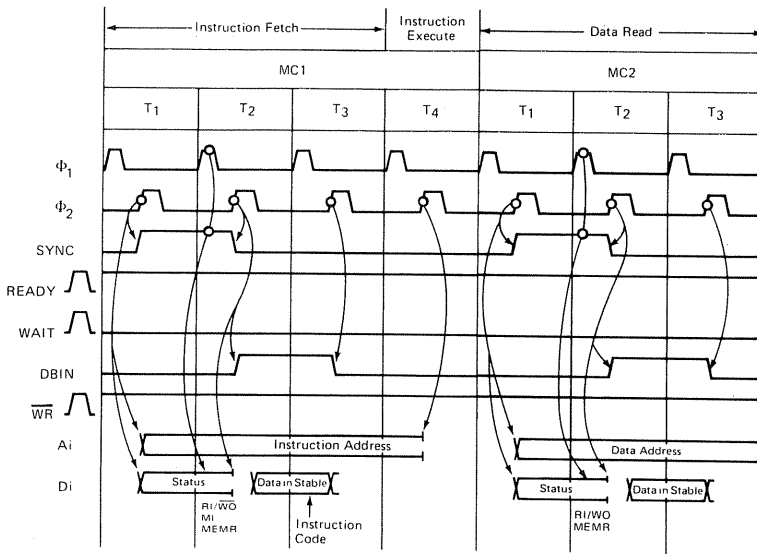 Instruction Fetch
Instruction
Execute
Data Read
MC1
MC2
T1
T2
T3
T4
T1
T2
T3
Φ1
Φ2
SYNC
READY
WAIT
DBIN
WR
Ai
Instruction Address
Data Address
Di
Status
Data in Stable
Status
Data in Stable
RI/WO
MI
MEMR
Instruction
Code
RI/WO
MEMR